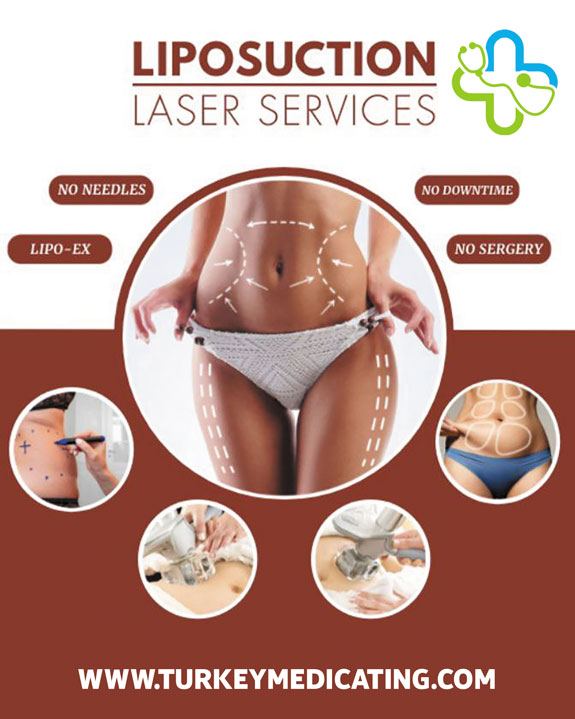 LIPOSUCTION
LASER SERVICES
NO NEEDLES
NO DOWNTIME
LIPO-EX
NO SERGERY
WWW.TURKEYMEDICATING.COM